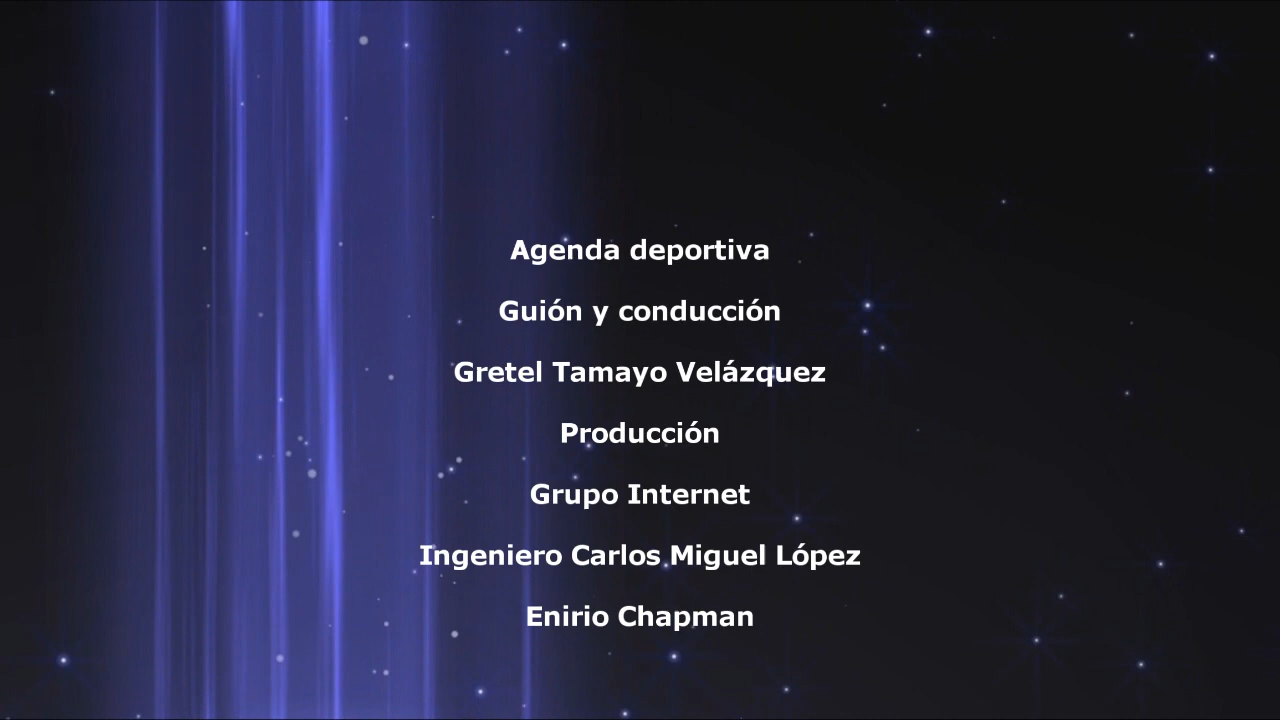 Agenda deportiva
Guión y conducción
Gretel Tamayo Velázquez
Producción
Grupo Internet
Ingeniero Carlos Miguel López
Enirio Chapman